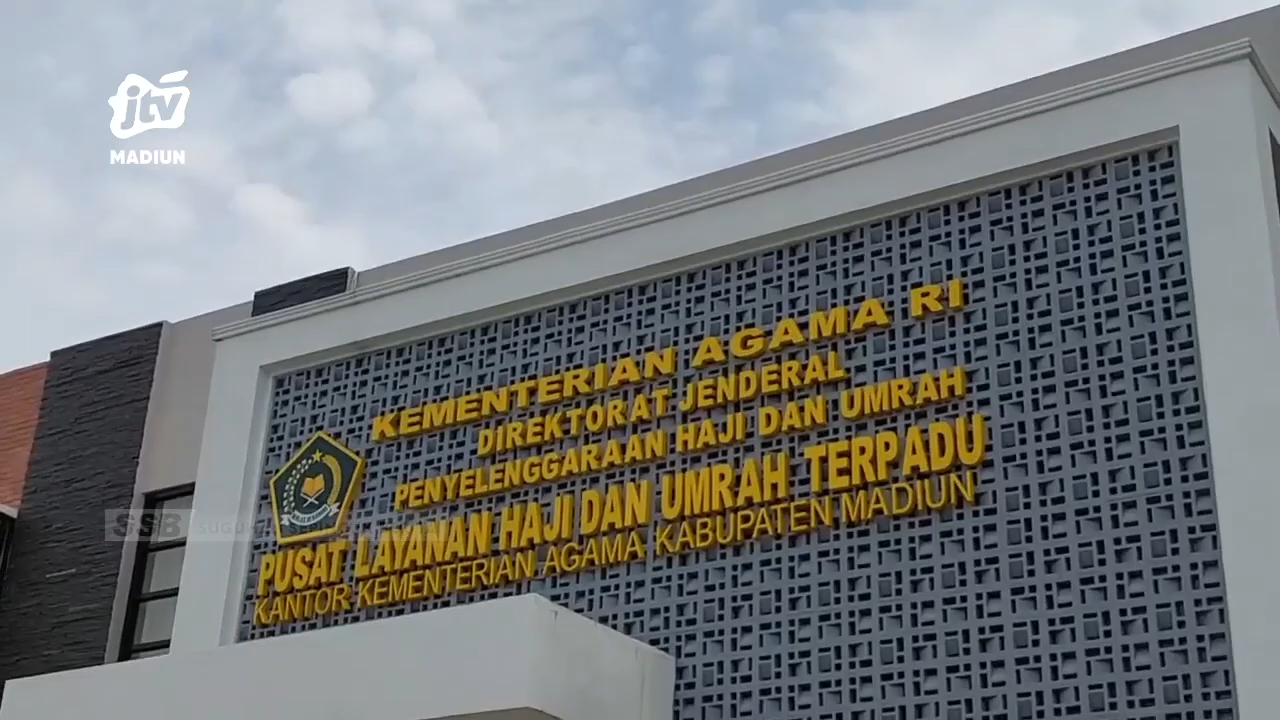 jtv
MADIUN
KEMENTERIAN AGAMA RI
DIREKTORAT JENDERAL
PENYELENGGARAAN HAJI DAN UMRAH
PUSAT LAYANAN HAJI DAN UMRAH TERPADU
KANTOR KEMENTERIAN AGAMA KABUPATEN MADIUN
SSB